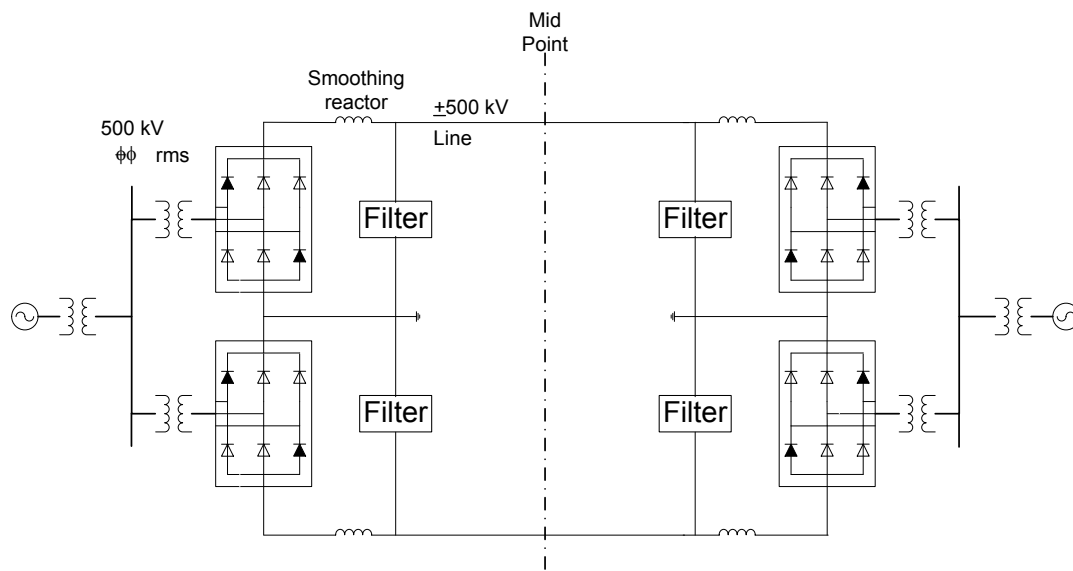 Mid
Point
Smoothing
reactor
±500 kV
Line
500 kV
ϕϕ rms
Filter
Filter
Filter
Filter